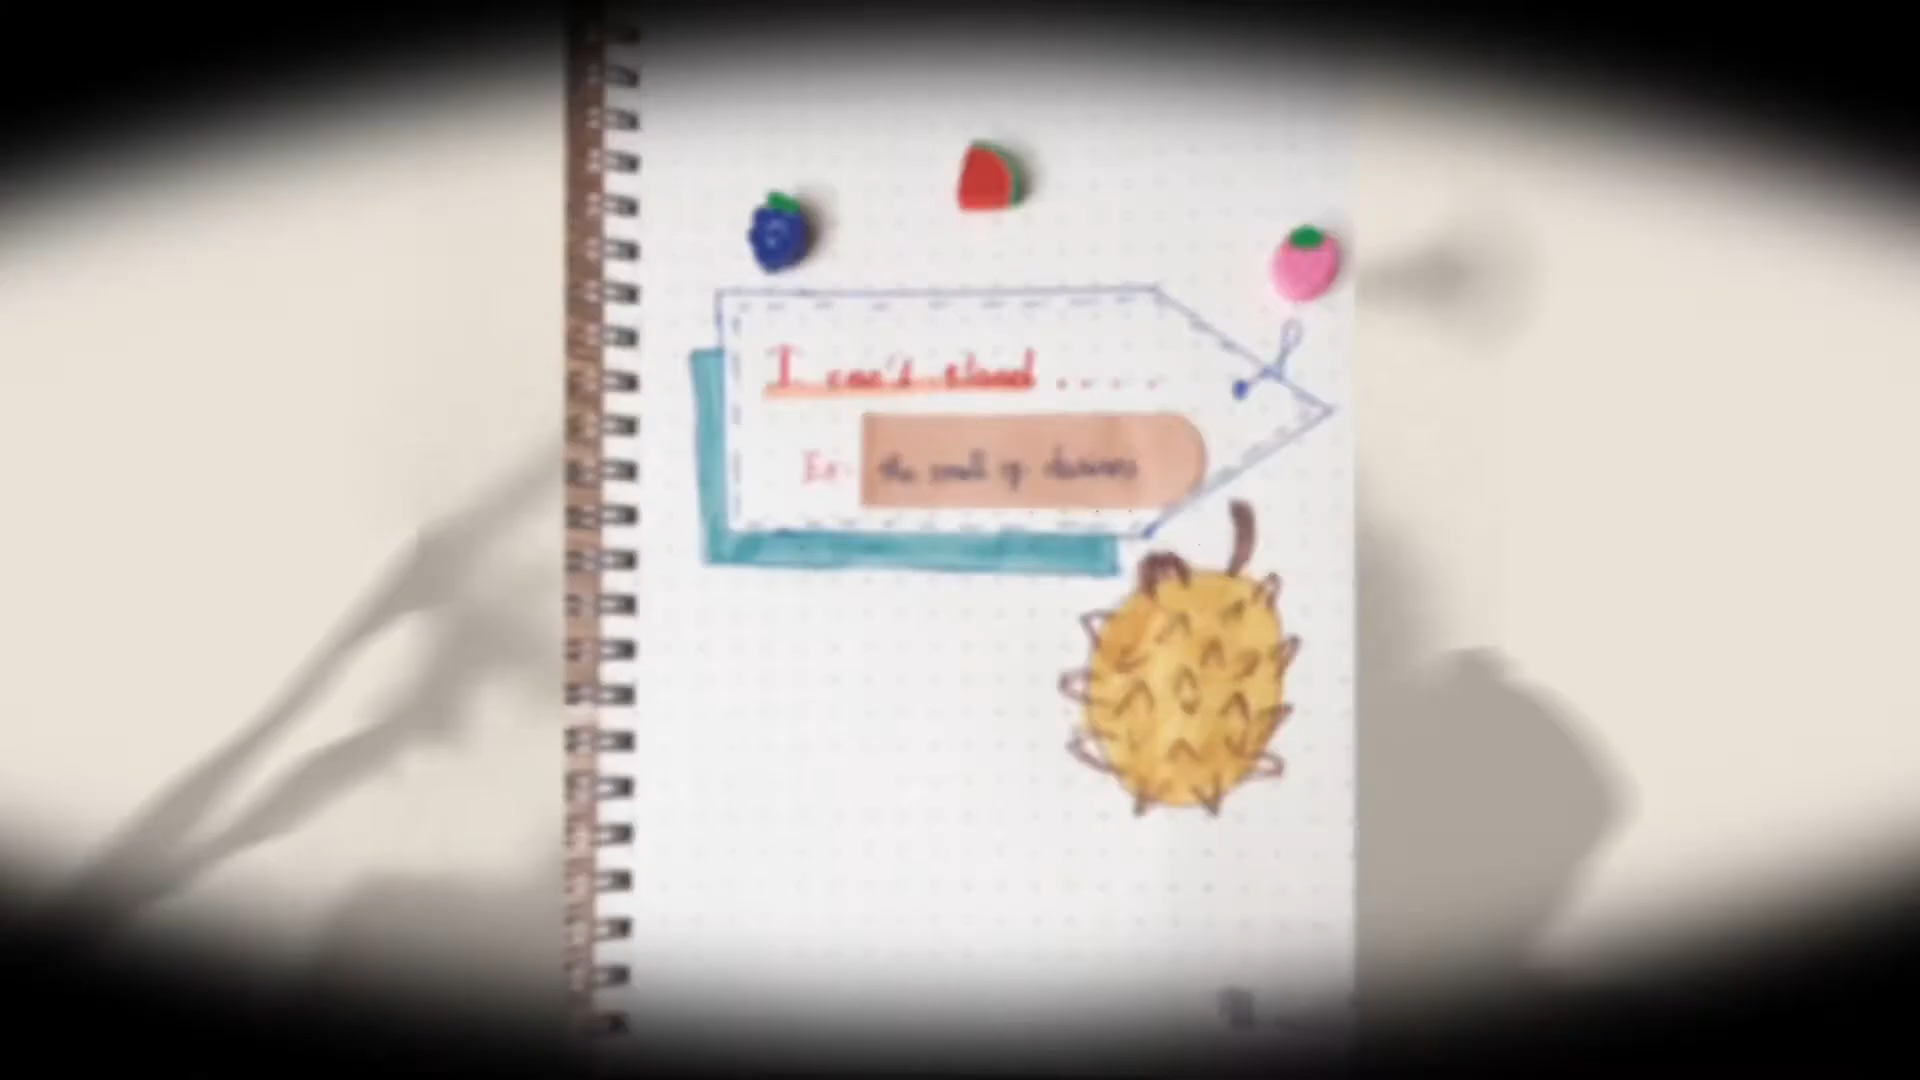 I can't stand ....
Ex: the smell of durians